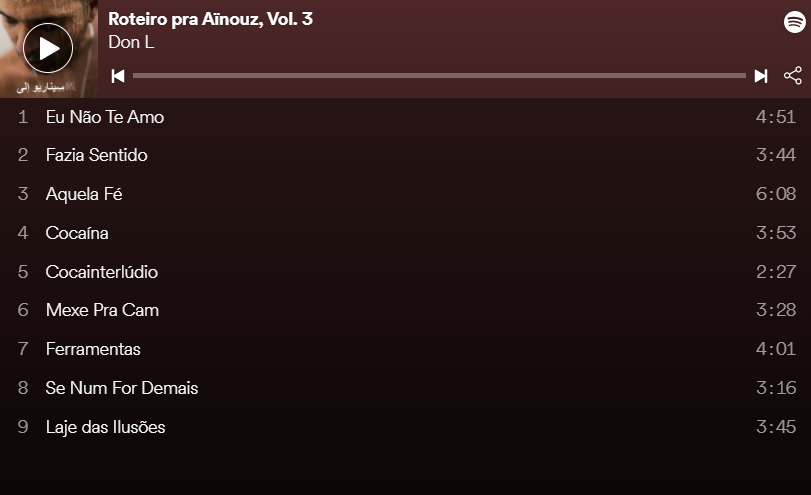 Roteiro pra Aïnouz, Vol. 3
Don L
سيناريو إلى
1 Eu Não Te Amo 4:51
2 Fazia Sentido 3:44
3 Aquela Fé 6:08
4 Cocaína 3:53
5 Cocainterlúdio 2:27
6 Mexe Pra Cam 3:28
7 Ferramentas 4:01
8 Se Num For Demais 3:16
9 Laje das Ilusões 3:45